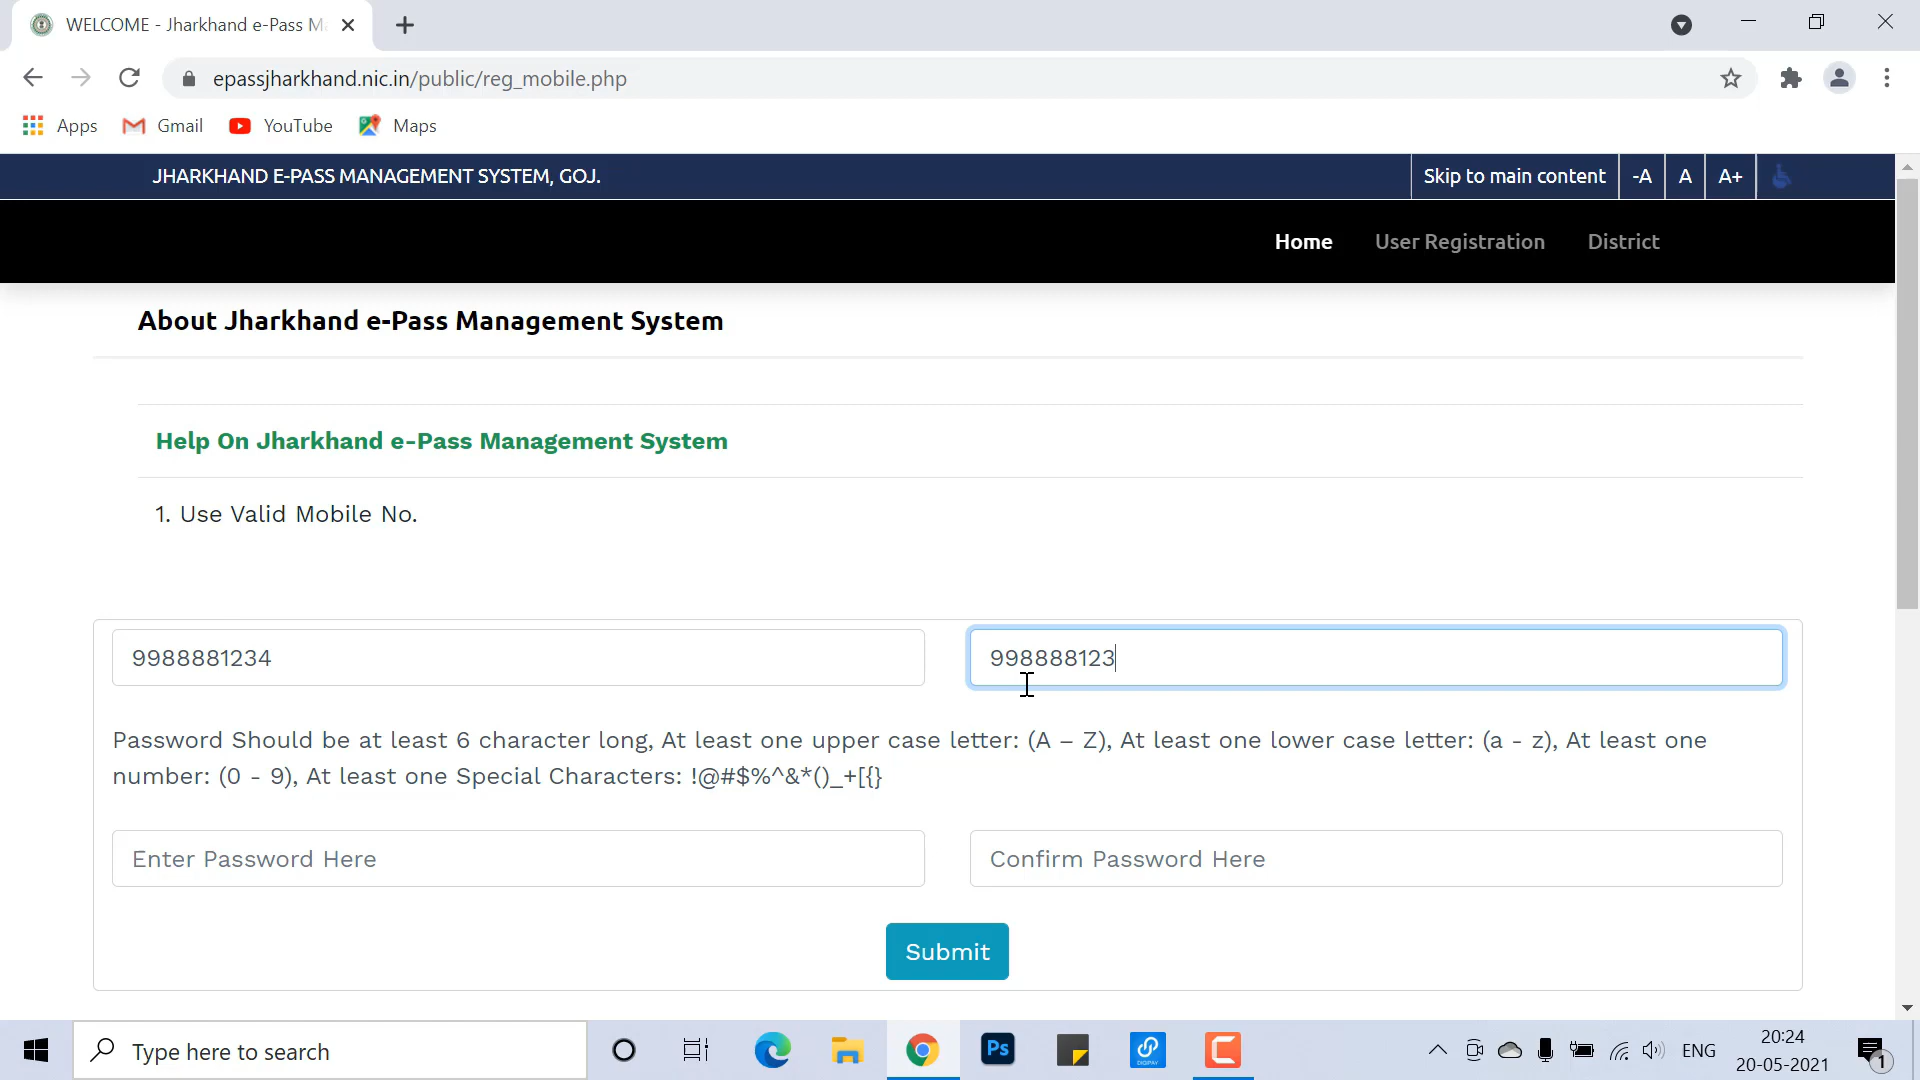 WELCOME - Jharkhand e-Pass M
epassjharkhand.nic.in/public/reg_mobile.php
Apps
Gmail
YouTube
Maps
JHARKHAND E-PASS MANAGEMENT SYSTEM, GOJ.
Skip to main content
-A
A
A+
Home
User Registration
District
About Jharkhand e-Pass Management System
Help On Jharkhand e-Pass Management System
1. Use Valid Mobile No.
9988881234
998888123
Password Should be at least 6 character long, At least one upper case letter: (A – Z), At least one lower case letter: (a - z), At least one
number: (0 - 9), At least one Special Characters: !@#$%^&*()_+[{}
Enter Password Here
Confirm Password Here
Submit
Type here to search
Ps
DIGIPAY
ENG
20:24
20-05-2021
1